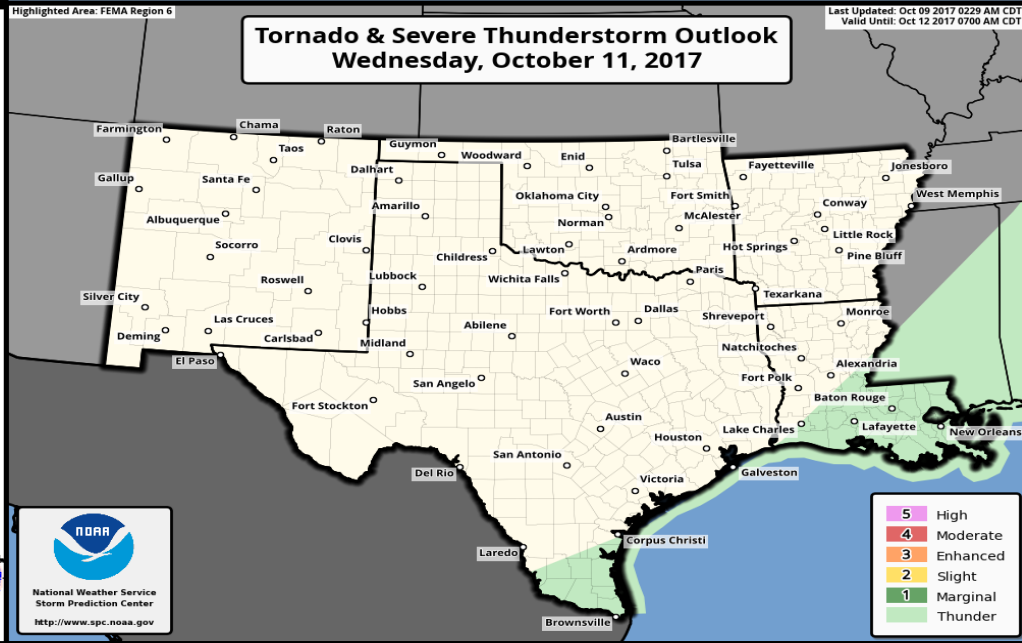 Highlighted Area: FEMA Region 6
Last Updated: Oct 09 2017 0229 AM CDT
Valid Until: Oct 12 2017 0700 AM CDT
Tornado & Severe Thunderstorm Outlook
Wednesday, October 11, 2017
Farmington
Chama
Raton
Guymon
Bartlesville
Taos
Woodward
Enid
Tulsa
Fayetteville
Jonesboro
Gallup
Santa Fe
Dalhart
Oklahoma City
Fort Smith
West Memphis
Albuquerque
Amarillo
Norman
McAlester
Conway
Socorro
Clovis
Childress
Lawton
Ardmore
Hot Springs
Little Rock
Pine Bluff
Roswell
Lubbock
Wichita Falls
Paris
Texarkana
Silver City
Las Cruces
Hobbs
Fort Worth
Dallas
Shreveport
Monroe
Deming
Carlsbad
Midland
Abilene
Natchitoches
El Paso
San Angelo
Waco
Fort Polk
Alexandria
Fort Stockton
Austin
Baton Rouge
Lake Charles
Lafayette
New Orleans
Houston
Del Rio
San Antonio
Galveston
Victoria
Laredo
Corpus Christi
Brownsville
NOAA
National Weather Service
Storm Prediction Center
http://www.spc.noaa.gov
5 High
4 Moderate
3 Enhanced
2 Slight
1 Marginal
Thunder